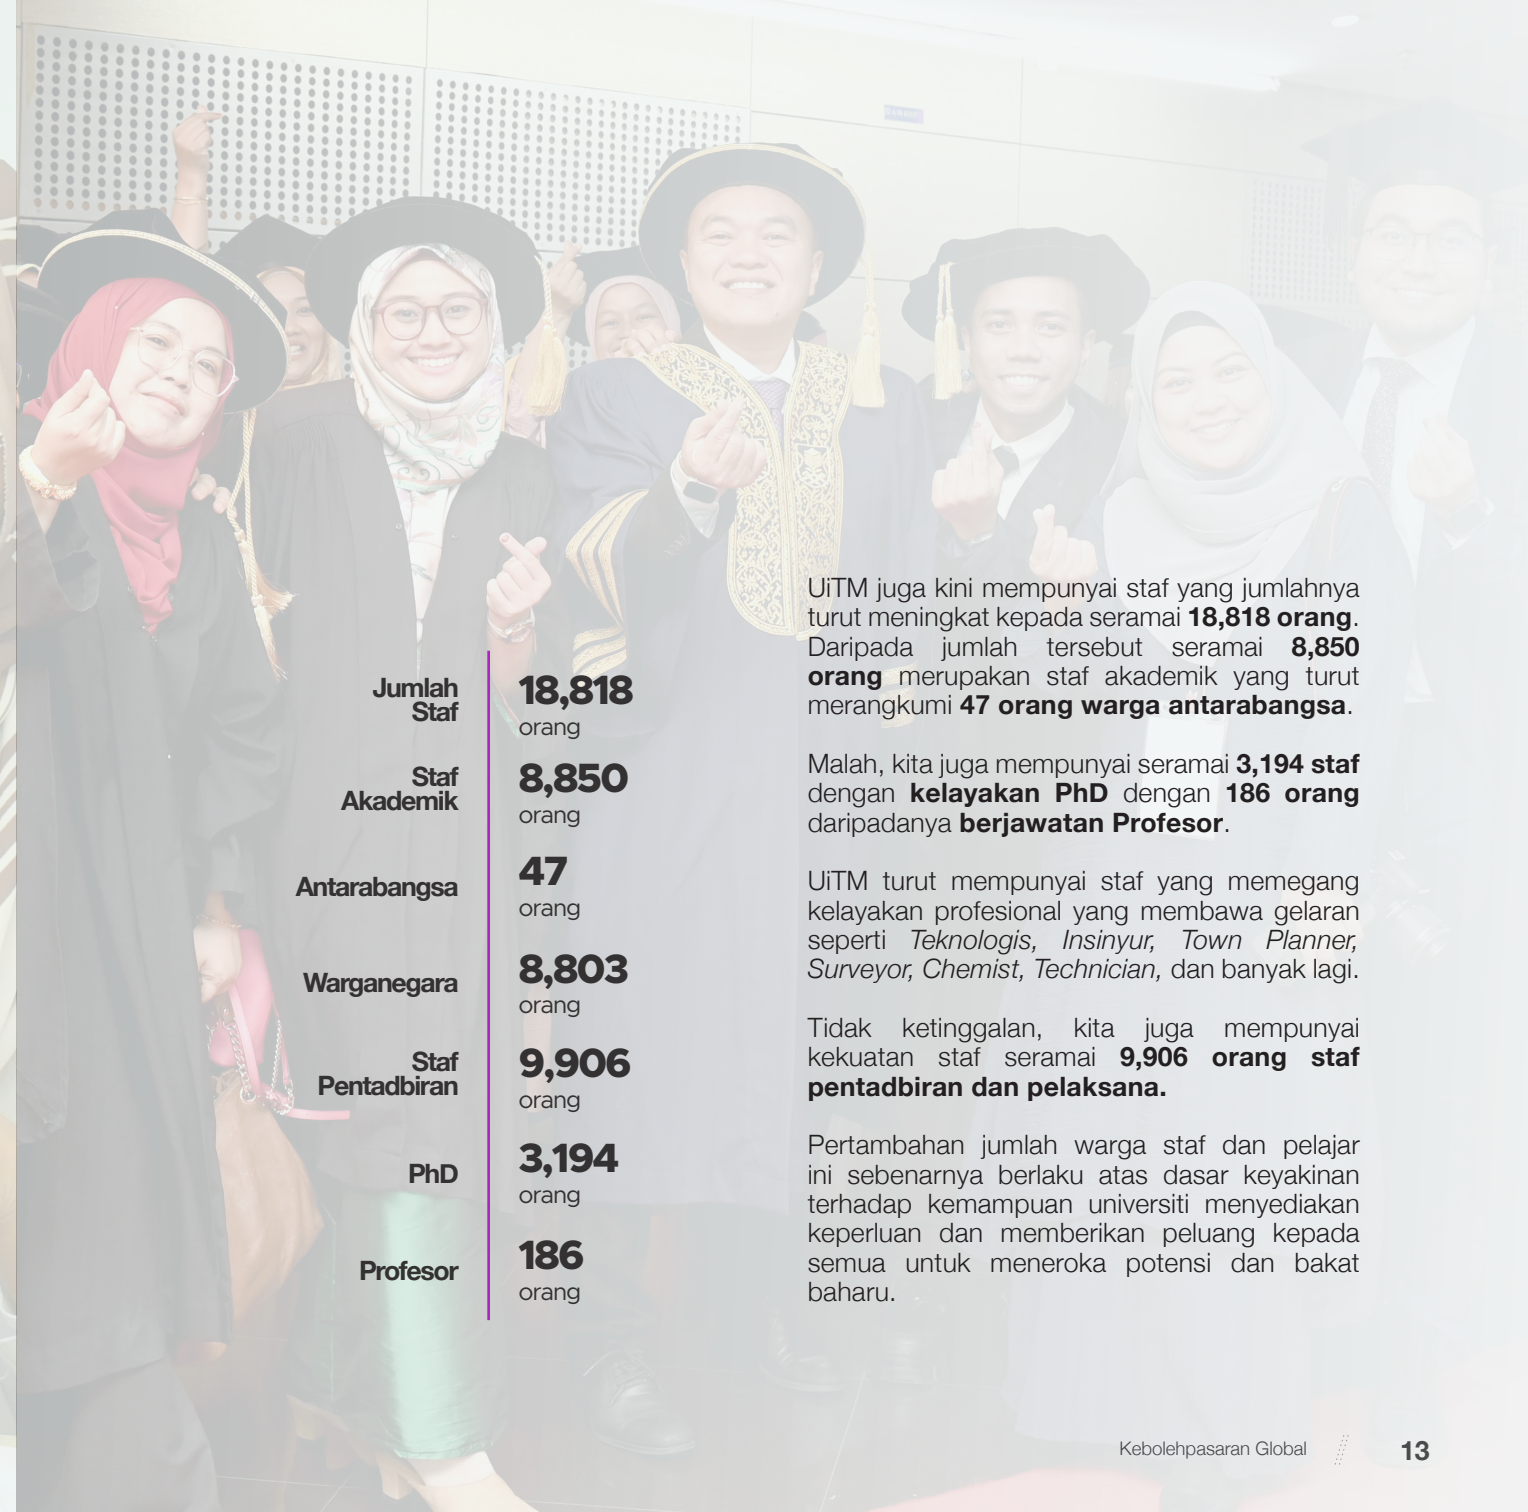 Jumlah
Staf
18,818
orang
Staf
Akademik
8,850
orang
Antarabangsa
47
orang
Warganegara
8,803
orang
Staf
Pentadbiran
9,906
orang
PhD
3,194
orang
Profesor
186
orang
UiTM juga kini mempunyai staf yang jumlahnya
turut meningkat kepada seramai 18,818 orang.
Daripada jumlah tersebut seramai 8,850
orang merupakan staf akademik yang turut
merangkumi 47 orang warga antarabangsa.
Malah, kita juga mempunyai seramai 3,194 staf
dengan kelayakan PhD dengan 186 orang
daripadanya berjawatan Profesor.
UiTM turut mempunyai staf yang memegang
kelayakan profesional yang membawa gelaran
seperti Teknologis, Insinyur, Town Planner,
Surveyor, Chemist, Technician, dan banyak lagi.
Tidak ketinggalan, kita juga mempunyai
kekuatan staf seramai 9,906 orang staf
pentadbiran dan pelaksana.
Pertambahan jumlah warga staf dan pelajar
ini sebenarnya berlaku atas dasar keyakinan
terhadap kemampuan universiti menyediakan
keperluan dan memberikan peluang kepada
semua untuk meneroka potensi dan bakat
baharu.
Kebolehpasaran Global
13